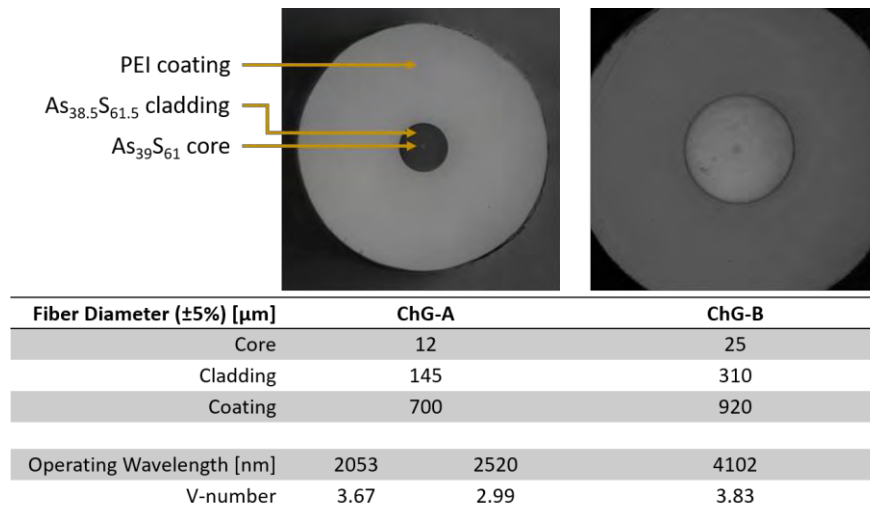 PEI coating
As38.5S61.5 cladding
As39S61 core
Fiber Diameter (±5%) [µm] ChG-A ChG-B
Core 12 25
Cladding 145 310
Coating 700 920
Operating Wavelength [nm] 2053 2520 4102
V-number 3.67 2.99 3.83